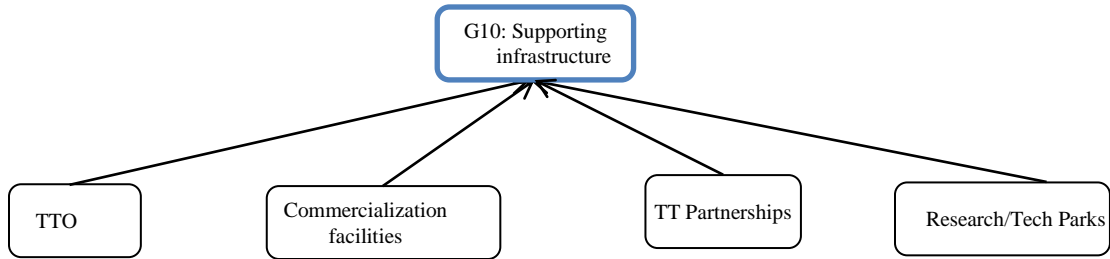 G10: Supporting
infrastructure
TTO
Commercialization
facilities
TT Partnerships
Research/Tech Parks